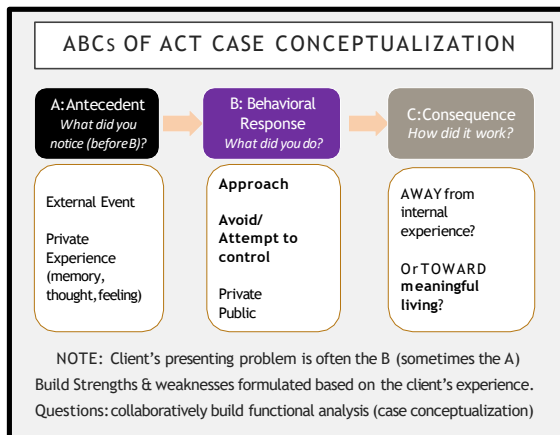 ABCs OF ACT CASE CONCEPTUALIZATION
A: Antecedent
What did you
notice (before B)?
B: Behavioral
Response
What did you do?
C: Consequence
How did it work?
External Event
Private
Experience
(memory,
thought, feeling)
Approach
Avoid/
Attempt to
control
Private
Public
AWAY from
internal
experience?
Or TOWARD
meaningful
living?
NOTE: Client's presenting problem is often the B (sometimes the A)
Build Strengths & weaknesses formulated based on the client's experience.
Questions: collaboratively build functional analysis (case conceptualization)